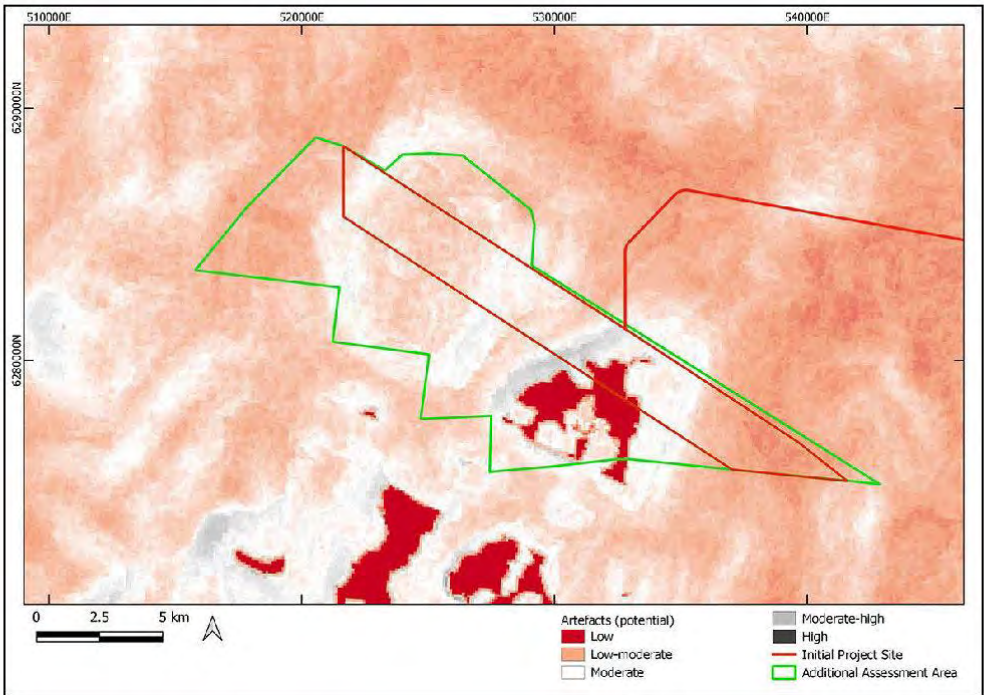 510000E
520000E
530000E
540000E
6290000N
6280000N
0 2.5 5 km
Artefacts (potential)
Low
Low-moderate
Moderate
Moderate-high
High
Initial Project Site
Additional Assessment Area